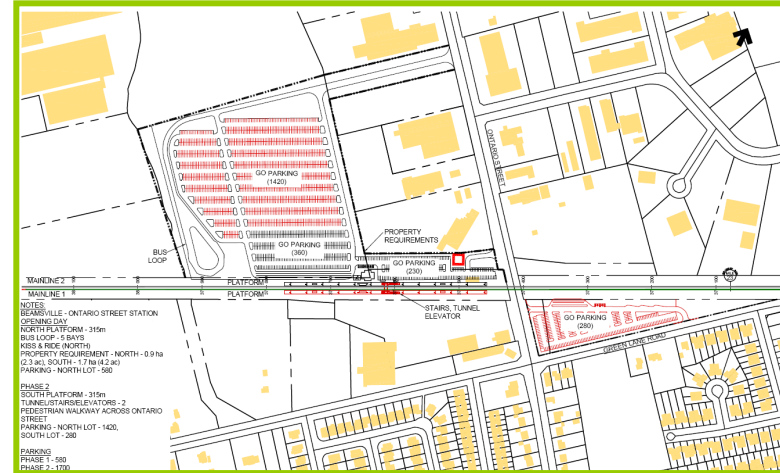 ONTARIO STREET
GO PARKING
(1420)
PROPERTY
REQUIREMENTS
GO PARKING
(360)
BUS
LOOP
GO PARKING
(230)
MAINLINE 2
PLATFORM
MAINLINE 1
PLATFORM
STAIRS, TUNNEL
ELEVATOR
GO PARKING
(280)
GREEN LANE ROAD
NOTES:
BEAMSVILLE - ONTARIO STREET STATION
OPENING DAY
NORTH PLATFORM - 315m
BUS LOOP - 5 BAYS
KISS & RIDE (NORTH)
PROPERTY REQUIREMENT - NORTH - 0.9 ha
(2.3 ac), SOUTH - 1.7 ha (4.2 ac)
PARKING - NORTH LOT - 580
PHASE 2
SOUTH PLATFORM - 315m
TUNNEL/STAIRS/ELEVATORS - 2
PEDESTRIAN WALKWAY ACROSS ONTARIO
STREET
PARKING - NORTH LOT - 1420,
SOUTH LOT - 280
PARKING
PHASE 1 - 580
PHASE 2 - 1700